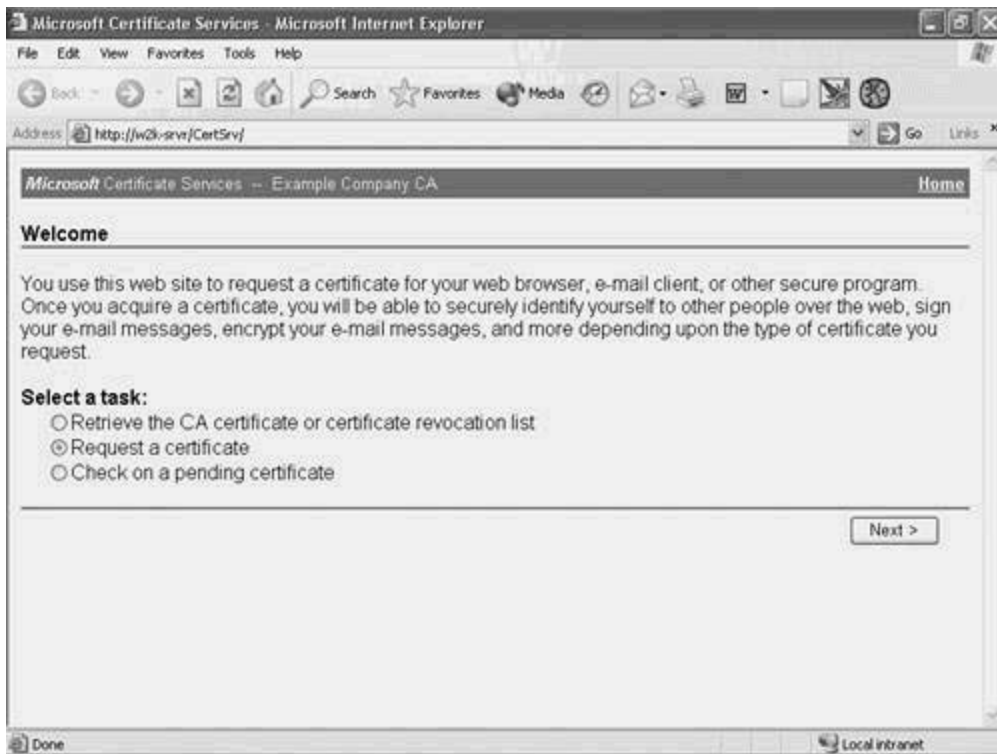 Microsoft Certificate Services - Microsoft Internet Explorer
File Edit View Favorites Tools Help
Back Search Favorites Media
Address http://w2k-srvr/CertSrv/ Go Links
Microsoft Certificate Services -- Example Company CA Home
Welcome
You use this web site to request a certificate for your web browser, e-mail client, or other secure program.
Once you acquire a certificate, you will be able to securely identify yourself to other people over the web, sign
your e-mail messages, encrypt your e-mail messages, and more depending upon the type of certificate you
request.
Select a task:
Retrieve the CA certificate or certificate revocation list
Request a certificate
Check on a pending certificate
Next >
Done Local intranet